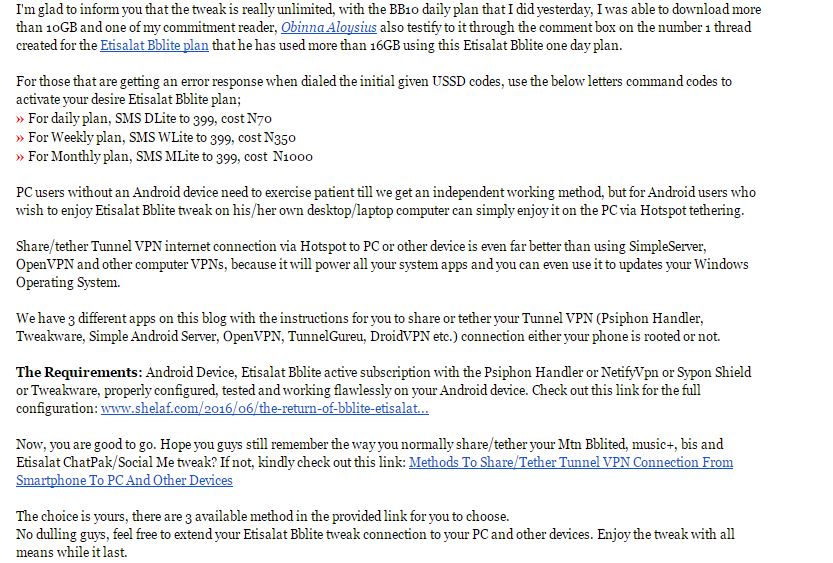 I'm glad to inform you that the tweak is really unlimited, with the BB10 daily plan that I did yesterday, I was able to download more
than 10GB and one of my commitment reader, Obinna Aloysius also testify to it through the comment box on the number 1 thread
created for the Etisalat Bblite plan that he has used more than 16GB using this Etisalat Bblite one day plan.
For those that are getting an error response when dialed the initial given USSD codes, use the below letters command codes to
activate your desire Etisalat Bblite plan;
» For daily plan, SMS DLite to 399, cost N70
» For Weekly plan, SMS WLite to 399, cost N350
» For Monthly plan, SMS MLite to 399, cost N1000
PC users without an Android device need to exercise patient till we get an independent working method, but for Android users who
wish to enjoy Etisalat Bblite tweak on his/her own desktop/laptop computer can simply enjoy it on the PC via Hotspot tethering.
Share/tether Tunnel VPN internet connection via Hotspot to PC or other device is even far better than using SimpleServer,
OpenVPN and other computer VPNs, because it will power all your system apps and you can even use it to updates your Windows
Operating System.
We have 3 different apps on this blog with the instructions for you to share or tether your Tunnel VPN (Psiphon Handler,
Tweakware, Simple Android Server, OpenVPN, TunnelGureu, DroidVPN etc.) connection either your phone is rooted or not.
The Requirements: Android Device, Etisalat Bblite active subscription with the Psiphon Handler or NetifyVpn or Sypon Shield
or Tweakware, properly configured, tested and working flawlessly on your Android device. Check out this link for the full
configuration: www.shelaf.com/2016/06/the-return-of-bblite-etisalat...
Now, you are good to go. Hope you guys still remember the way you normally share/tether your Mtn Bblited, music+, bis and
Etisalat ChatPak/Social Me tweak? If not, kindly check out this link: Methods To Share/Tether Tunnel VPN Connection From
Smartphone To PC And Other Devices
The choice is yours, there are 3 available method in the provided link for you to choose.
No dulling guys, feel free to extend your Etisalat Bblite tweak connection to your PC and other devices. Enjoy the tweak with all
means while it last.